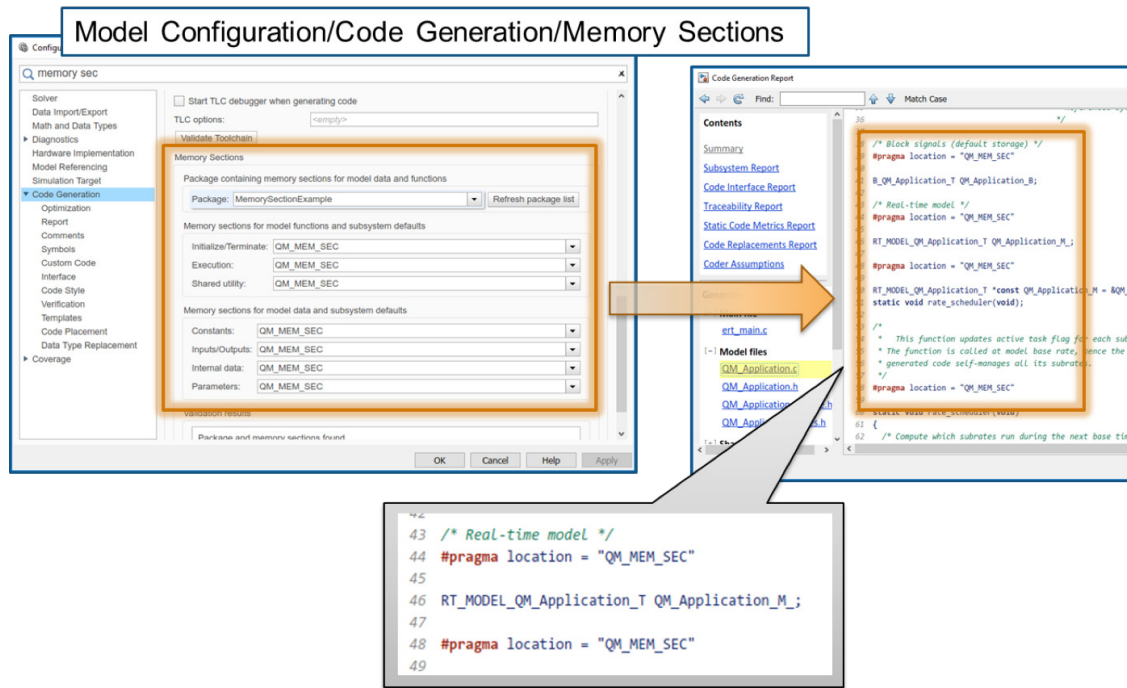 Model Configuration/Code Generation/Memory Sections
memory sec
Solver
Data Import/Export
Math and Data Types
Diagnostics
Hardware Implementation
Model Referencing
Simulation Target
Code Generation
Optimization
Report
Comments
Symbols
Custom Code
Interface
Code Style
Verification
Templates
Code Placement
Data Type Replacement
Coverage
Start TLC debugger when generating code
TLC options: <empty>
Validate Toolchain
Memory Sections
Package containing memory sections for model data and functions
Package: MemorySectionExample Refresh package list
Memory sections for model functions and subsystem defaults
Initialize/Terminate: QM_MEM_SEC
Execution: QM_MEM_SEC
Shared utility: QM_MEM_SEC
Memory sections for model data and subsystem defaults
Constants: QM_MEM_SEC
Inputs/Outputs: QM_MEM_SEC
Internal data: QM_MEM_SEC
Parameters: QM_MEM_SEC
Validation results
Package and memory sections found.
OK Cancel Help Apply
Code Generation Report
Find: Match Case
Contents
Summary
Subsystem Report
Code Interface Report
Traceability Report
Static Code Metrics Report
Code Replacements Report
Coder Assumptions
ert_main.c
[-] Model files
QM_Application.c
QM_Application.h
36 */
/* Block signals (default storage) */
#pragma location = "QM_MEM_SEC"
B_QM_Application_T QM_Application_B;
/* Real-time model */
#pragma location = "QM_MEM_SEC"
RT_MODEL_QM_Application_T QM_Application_M_;
#pragma location = "QM_MEM_SEC"
RT_MODEL_QM_Application_T *const QM_Application_M = &QM_
static void rate_scheduler(void);
/*
* This function updates active task flag for each sub
* The function is called at model base rate, hence the
* generated code self-manages all its subrates.
*/
#pragma location = "QM_MEM_SEC"
static void rate_scheduler(void)
61 {
62 /* Compute which subrates run during the next base tim
42
43 /* Real-time model */
44 #pragma location = "QM_MEM_SEC"
45
46 RT_MODEL_QM_Application_T QM_Application_M_;
47
48 #pragma location = "QM_MEM_SEC"
49